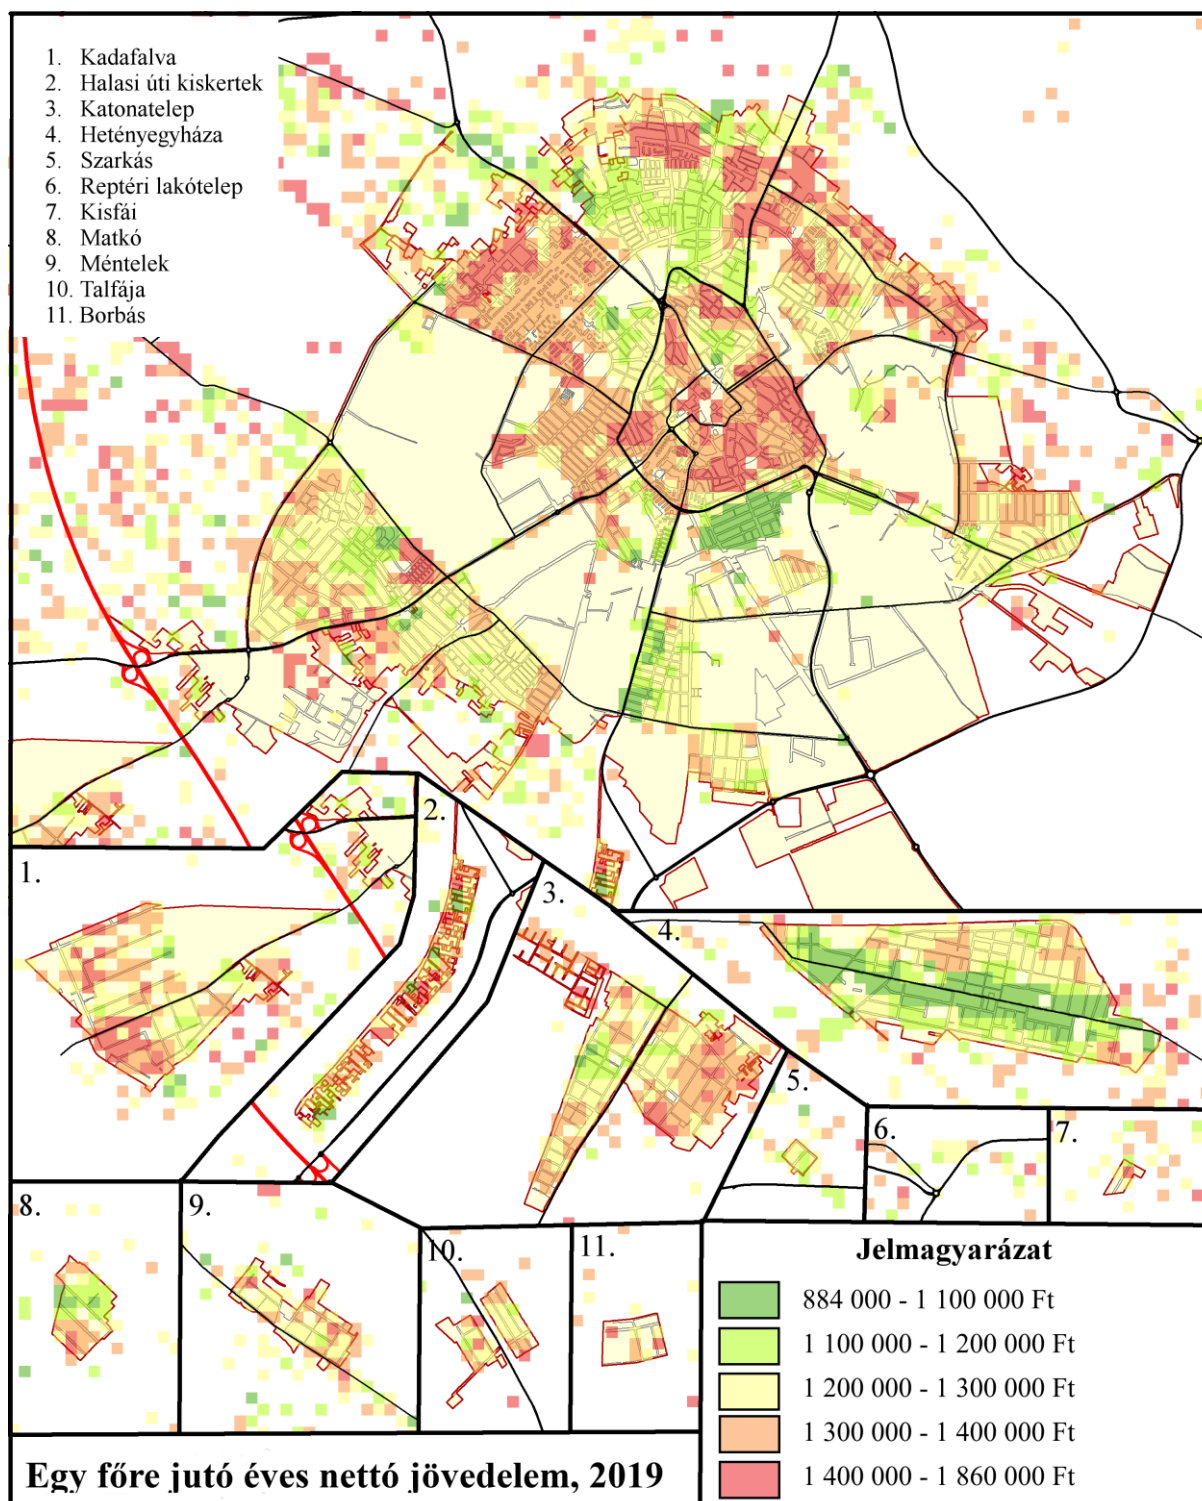 1. Kadafalva
2. Halasi úti kiskertek
3. Katonatelep
4. Hetényegyháza
5. Szarkás
6. Reptéri lakótelep
7. Kisfái
8. Matkó
9. Méntelek
10. Talfája
11. Borbás
1.
2.
3.
4.
5.
6.
7.
8.
9.
10.
11.
Jelmagyarázat
884 000 - 1 100 000 Ft
1 100 000 - 1 200 000 Ft
1 200 000 - 1 300 000 Ft
1 300 000 - 1 400 000 Ft
1 400 000 - 1 860 000 Ft
Egy főre jutó éves nettó jövedelem, 2019